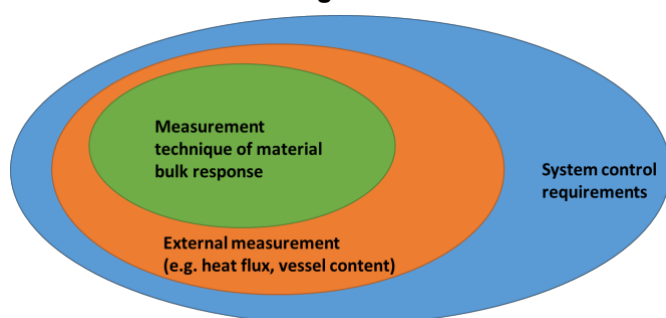 Measurement
technique of material
bulk response
System control
requirements
External measurement
(e.g. heat flux, vessel content)